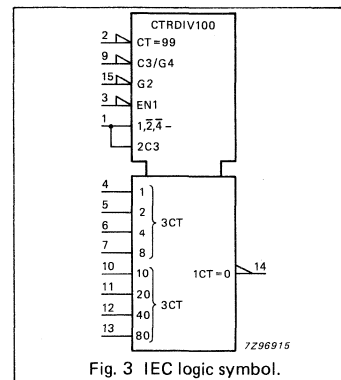 CTRDIV100
2 CT=99
9 C3/G4
15 G2
3 EN1
1 1,2̅,4̅−
2C3
4 1
5 2
3CT
6 4
7 8
10 10
1CT=0 14
11 20
3CT
12 40
13 80
7Z96915
Fig. 3 IEC logic symbol.